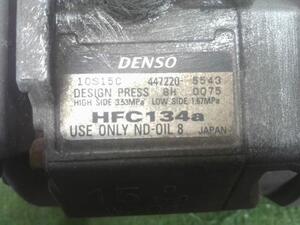 DENSO
10S15C 447220-5543
DESIGN PRESS 8H 0075
HIGH SIDE 3.53MPa LOW SIDE 1.67MPa
HFC134a
USE ONLY ND-OIL 8 JAPAN